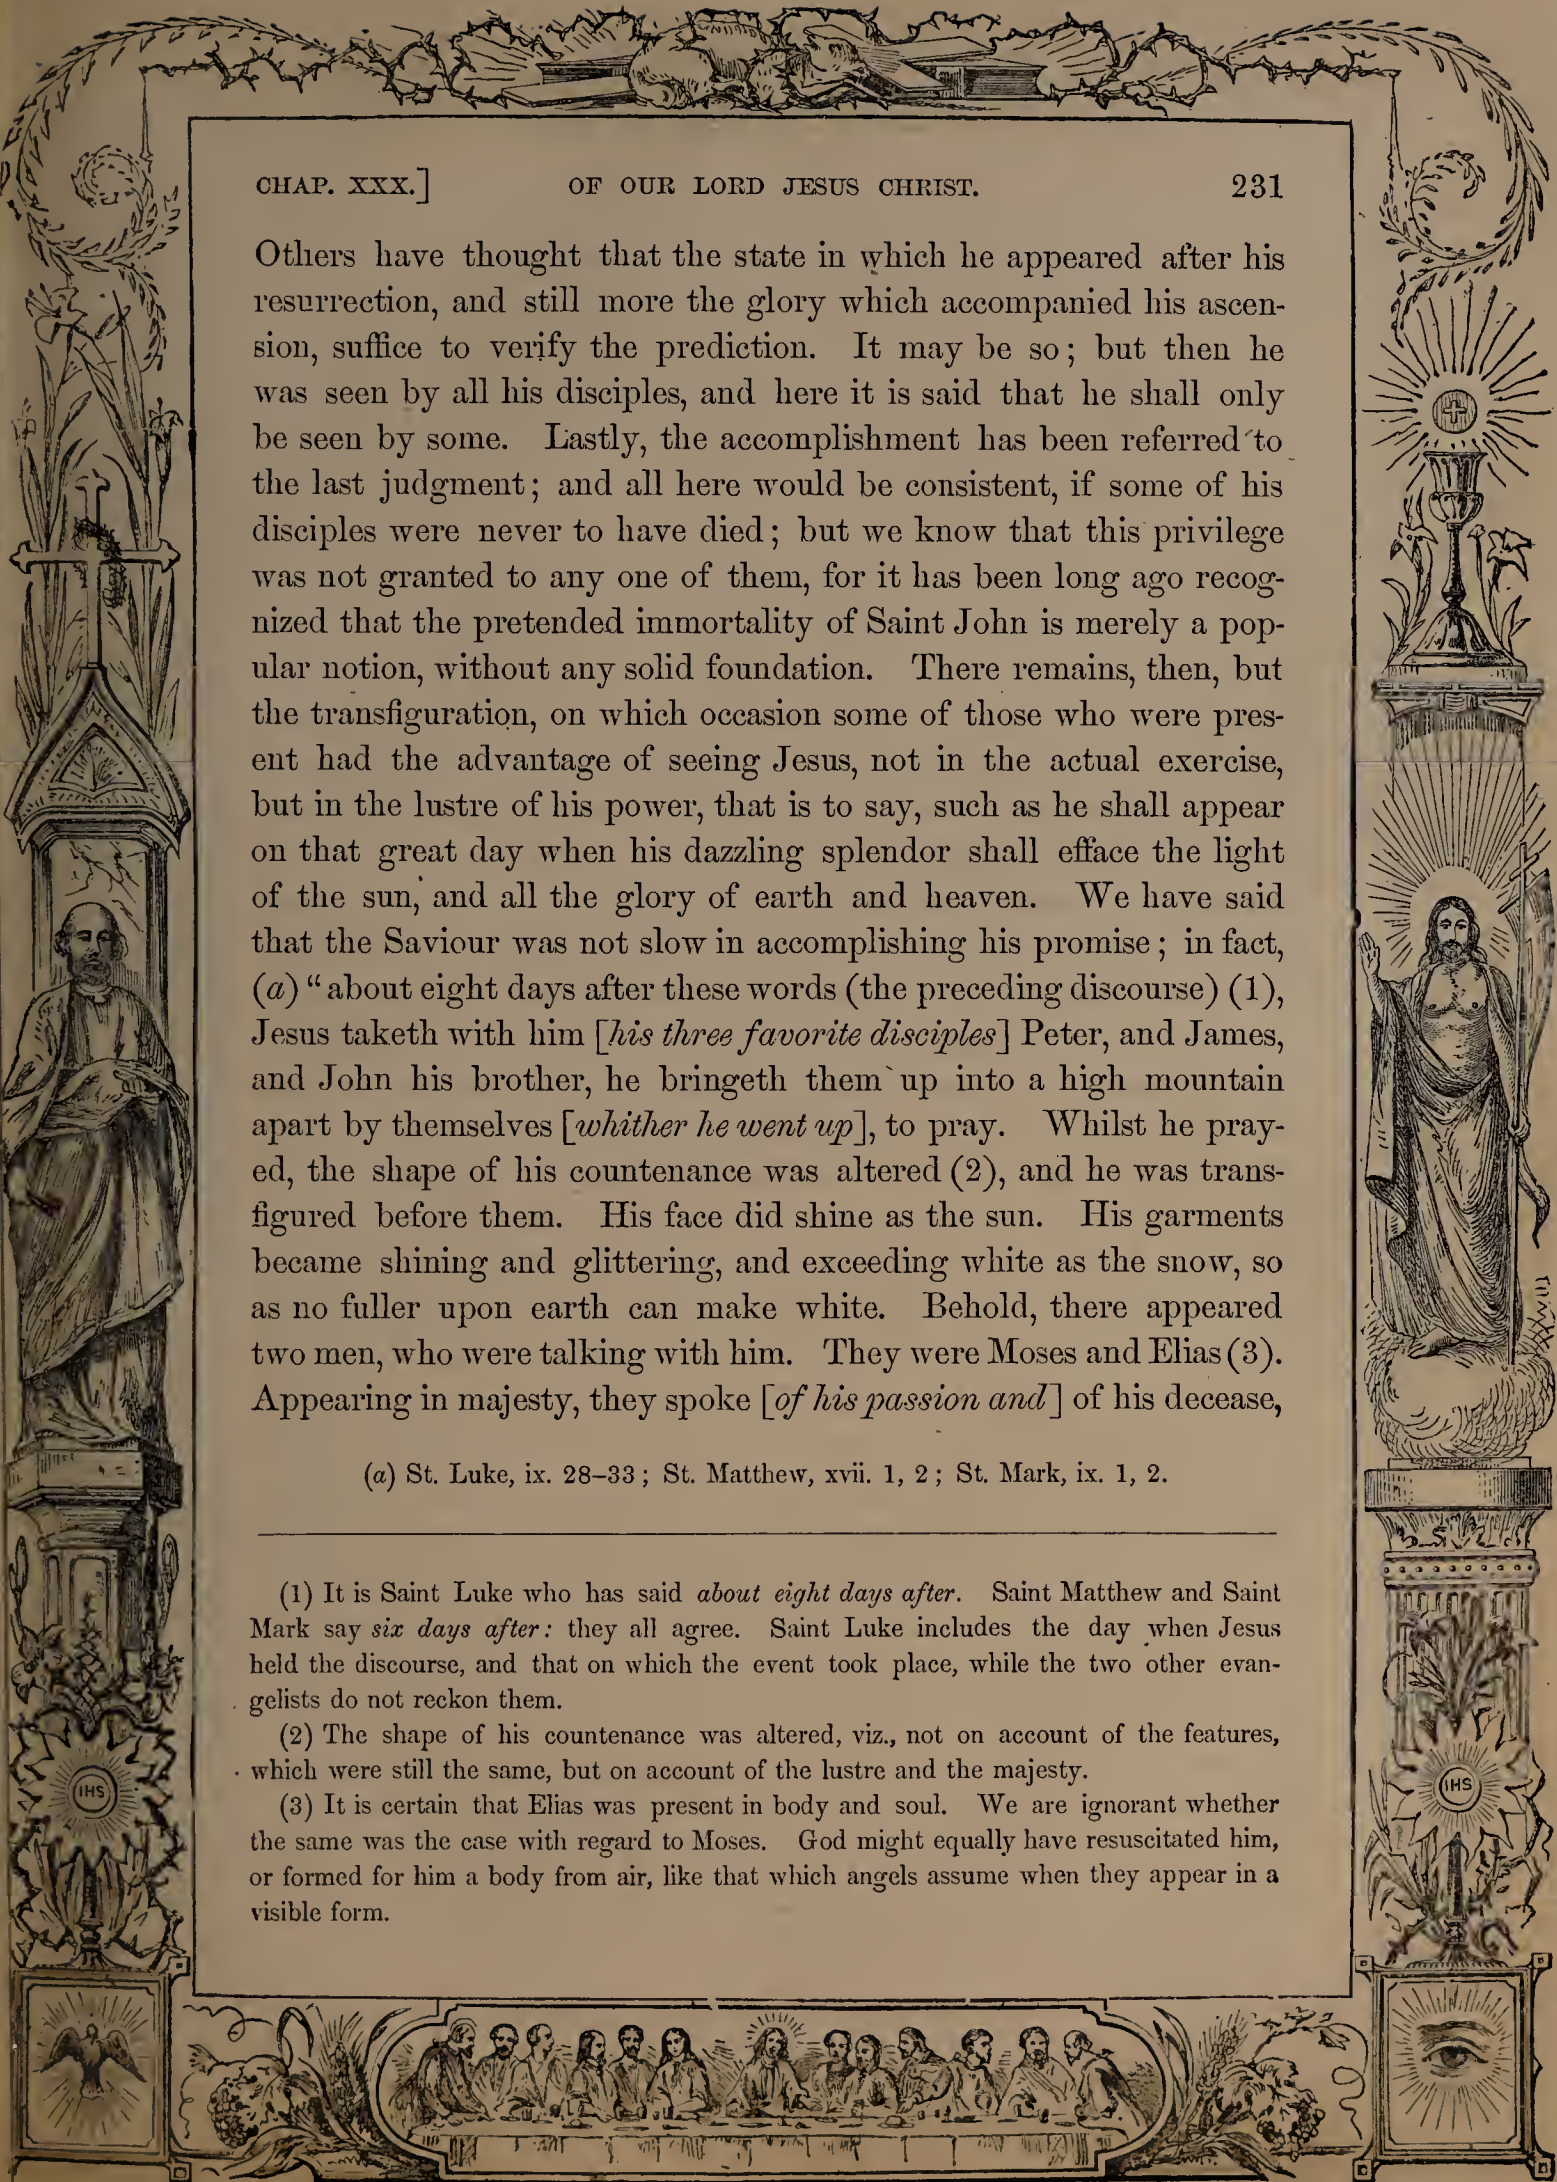 CHAP. XXX.] OF OUR LORD JESUS CHRIST. 231
Others have thought that the state in which he appeared after his
resurrection, and still more the glory which accompanied his ascen-
sion, suffice to verify the prediction. It may be so; but then he
was seen by all his disciples, and here it is said that he shall only
be seen by some. Lastly, the accomplishment has been referred to
the last judgment; and all here would be consistent, if some of his
disciples were never to have died; but we know that this privilege
was not granted to any one of them, for it has been long ago recog-
nized that the pretended immortality of Saint John is merely a pop-
ular notion, without any solid foundation. There remains, then, but
the transfiguration, on which occasion some of those who were pres-
ent had the advantage of seeing Jesus, not in the actual exercise,
but in the lustre of his power, that is to say, such as he shall appear
on that great day when his dazzling splendor shall efface the light
of the sun, and all the glory of earth and heaven. We have said
that the Saviour was not slow in accomplishing his promise; in fact,
(a) "about eight days after these words (the preceding discourse) (1),
Jesus taketh with him [his three favorite disciples] Peter, and James,
and John his brother, he bringeth them up into a high mountain
apart by themselves [whither he went up], to pray. Whilst he pray-
ed, the shape of his countenance was altered (2), and he was trans-
figured before them. His face did shine as the sun. His garments
became shining and glittering, and exceeding white as the snow, so
as no fuller upon earth can make white. Behold, there appeared
two men, who were talking with him. They were Moses and Elias (3).
Appearing in majesty, they spoke [of his passion and] of his decease,
(a) St. Luke, ix. 28–33; St. Matthew, xvii. 1, 2; St. Mark, ix. 1, 2.
(1) It is Saint Luke who has said about eight days after. Saint Matthew and Saint
Mark say six days after: they all agree. Saint Luke includes the day when Jesus
held the discourse, and that on which the event took place, while the two other evan-
gelists do not reckon them.
(2) The shape of his countenance was altered, viz., not on account of the features,
which were still the same, but on account of the lustre and the majesty.
(3) It is certain that Elias was present in body and soul. We are ignorant whether
the same was the case with regard to Moses. God might equally have resuscitated him,
or formed for him a body from air, like that which angels assume when they appear in a
visible form.
IHS
IHS